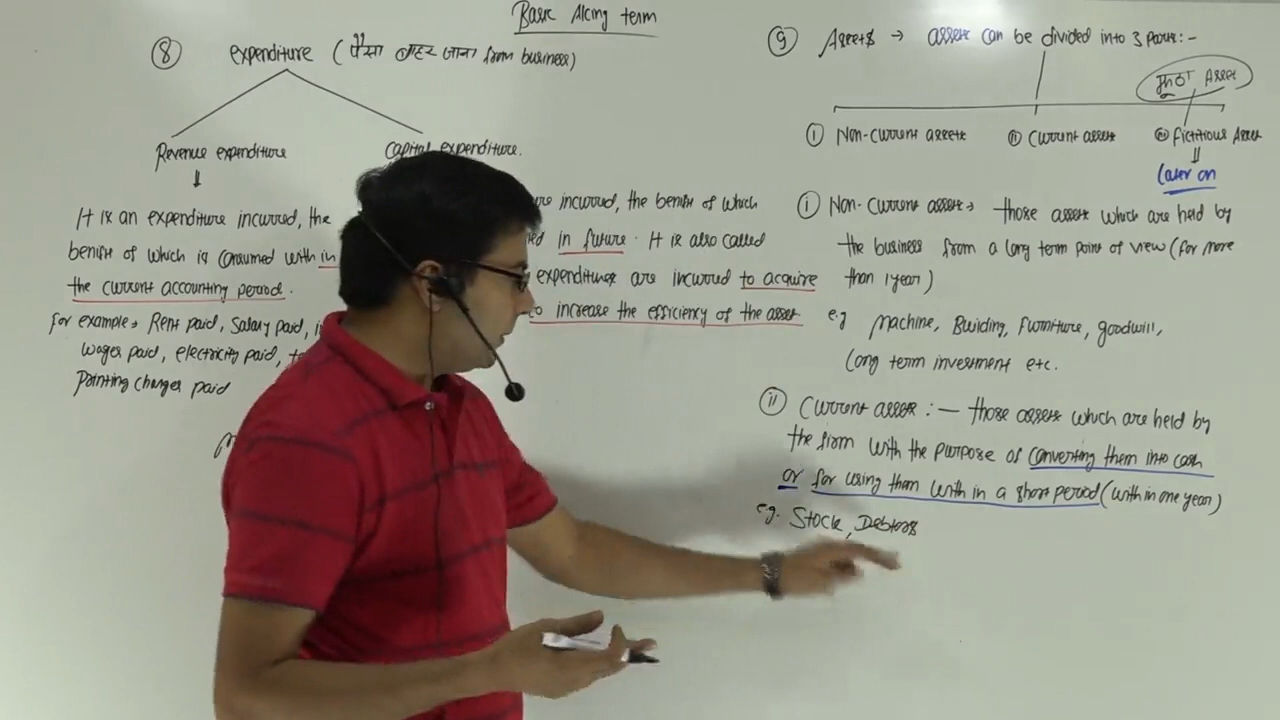 Basic A/cing term
⑧ expenditure (पैसा बाहर जाना from business)
Revenue expenditure
Capital expenditure.
It is an expenditure incurred, the
benefit of which is consumed with in
the current accounting period.
for example → Rent paid, Salary paid,
wages paid, electricity paid,
Printing charges paid
incurred, the benefit of which
in future. It is also called
expenditures are incurred to acquire
to increase the efficiency of the asset
⑨ Assets → assets can be divided into 3 parts:-
झूठा Asset
① Non-current assets
⑪ Current asset
Fictitious Asset
Later on
ⓘ Non-Current assets → those assets which are held by
the business from a long term point of view (for more
than 1 year)
e.g Machine, Building, Furniture, goodwill,
Long term investment etc.
ⓘⓘ Current asset :— those assets which are held by
the firm with the purpose of converting them into cash
or for using them with in a short period (with in one year)
e.g. Stock, Debtors